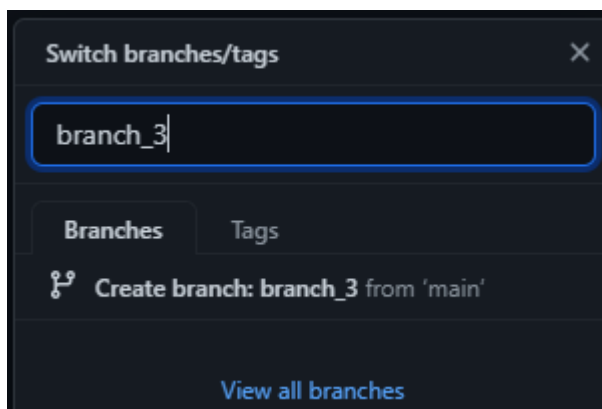 Switch branches/tags
branch_3
Branches Tags
Create branch: branch_3 from ‘main’
View all branches